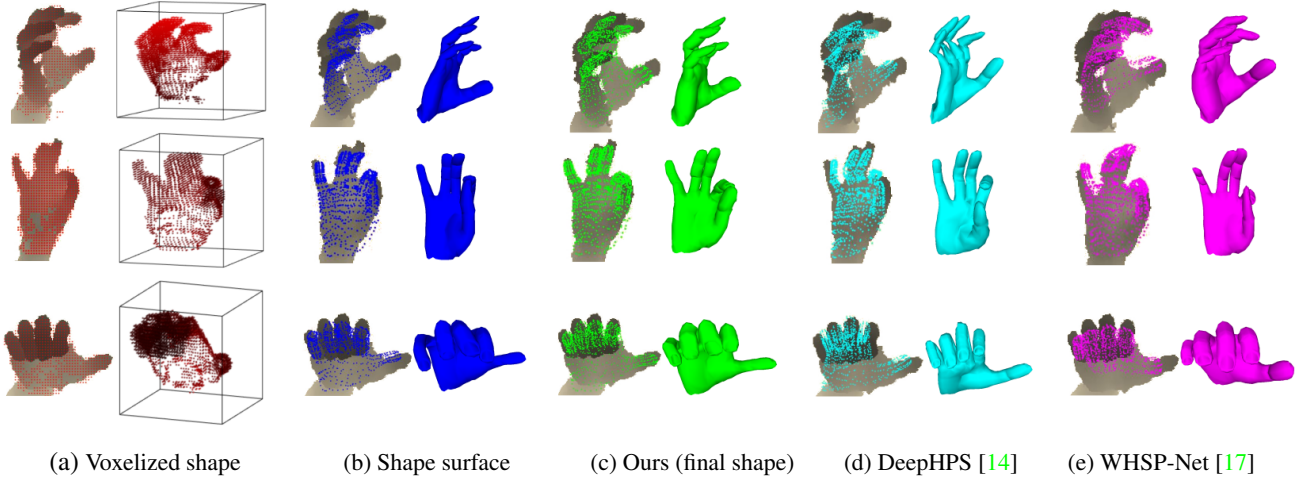 (a) Voxelized shape (b) Shape surface (c) Ours (final shape) (d) DeepHPS [14] (e) WHSP-Net [17]